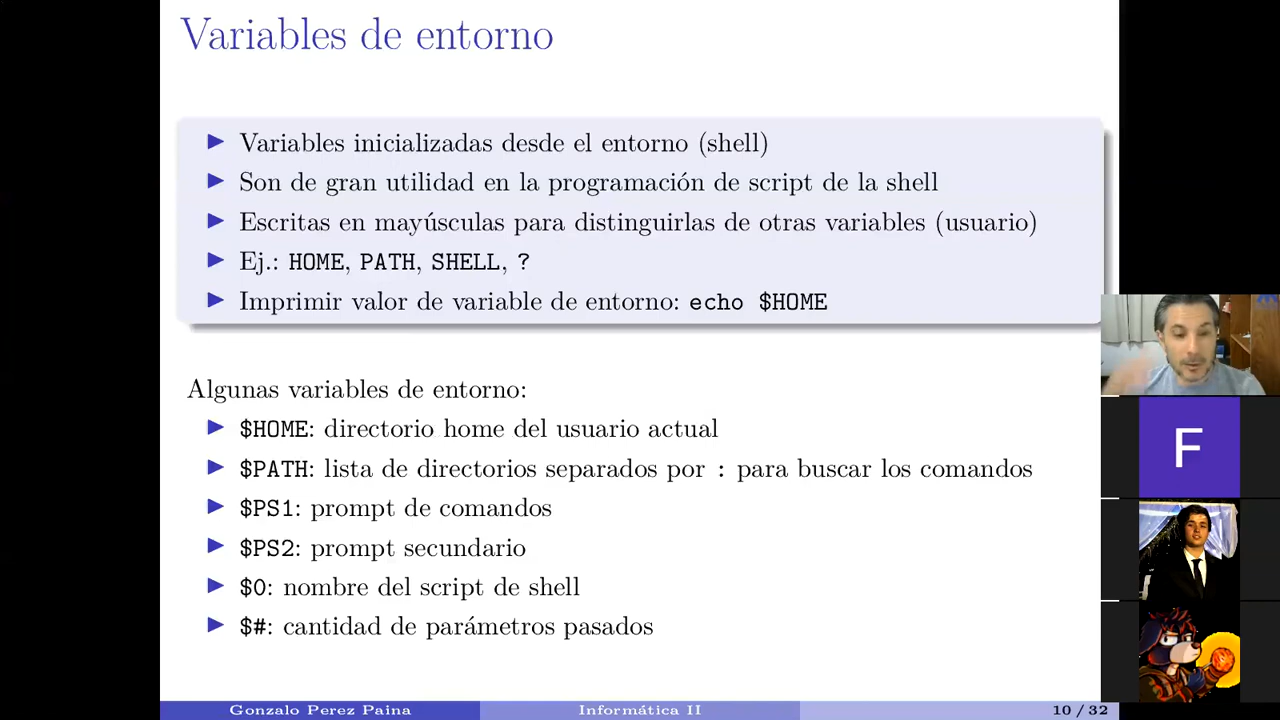 Variables de entorno
Variables inicializadas desde el entorno (shell)
Son de gran utilidad en la programación de script de la shell
Escritas en mayúsculas para distinguirlas de otras variables (usuario)
Ej.: HOME, PATH, SHELL, ?
Imprimir valor de variable de entorno: echo $HOME
Algunas variables de entorno:
$HOME: directorio home del usuario actual
$PATH: lista de directorios separados por : para buscar los comandos
$PS1: prompt de comandos
$PS2: prompt secundario
$0: nombre del script de shell
$#: cantidad de parámetros pasados
F
Gonzalo Perez Paina Informática II 10 / 32